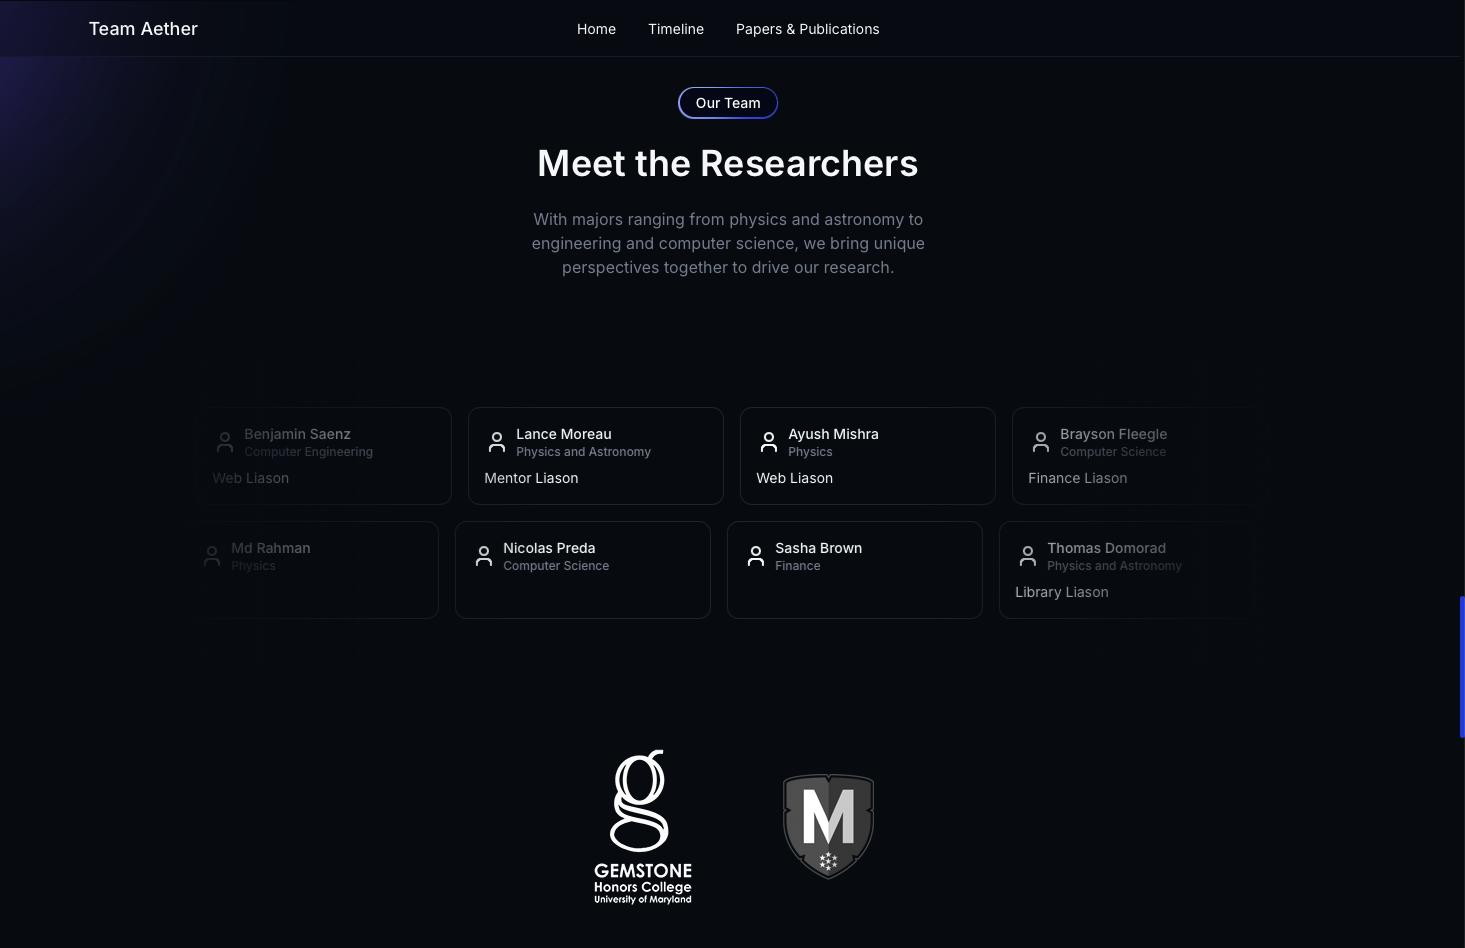 Team Aether
Home
Timeline
Papers & Publications
Our Team
Meet the Researchers
With majors ranging from physics and astronomy to
engineering and computer science, we bring unique
perspectives together to drive our research.
Benjamin Saenz
Computer Engineering
Web Liason
Lance Moreau
Physics and Astronomy
Mentor Liason
Ayush Mishra
Physics
Web Liason
Brayson Fleegle
Computer Science
Finance Liason
Md Rahman
Physics
Nicolas Preda
Computer Science
Sasha Brown
Finance
Thomas Domorad
Physics and Astronomy
Library Liason
g
GEMSTONE
Honors College
University of Maryland
M